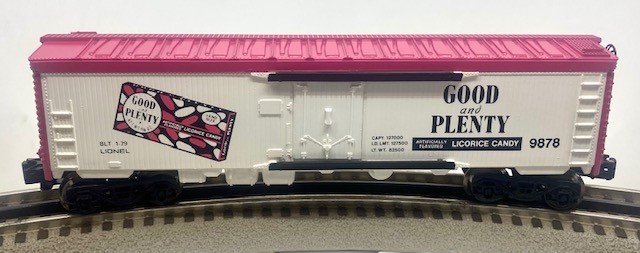 GOOD
and
PLENTY
LICORICE CANDY
BLT 1-79
LIONEL
CAPY. 127000
LD. LMT. 127500
LT. WT. 82500
GOOD
and
PLENTY
ARTIFICIALLY
FLAVORED
LICORICE CANDY
9878